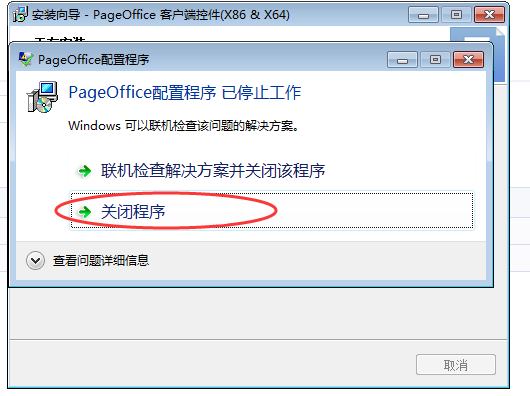 安装向导 - PageOffice 客户端控件(X86 & X64)
正在安装
PageOffice配置程序
PageOffice配置程序 已停止工作
Windows 可以联机检查该问题的解决方案。
联机检查解决方案并关闭该程序
关闭程序
查看问题详细信息
取消